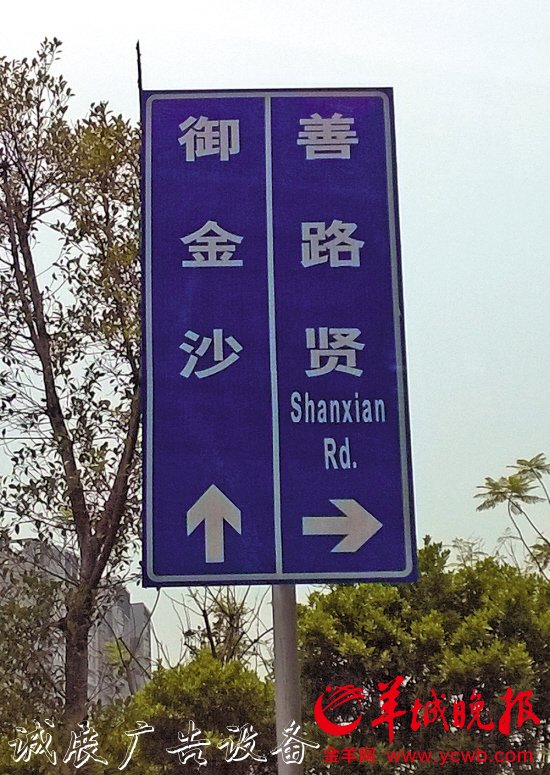 御金沙
善路贤
Shanxian
Rd.
羊城晚报
金羊网 www.ycwb.com
诚展广告设备